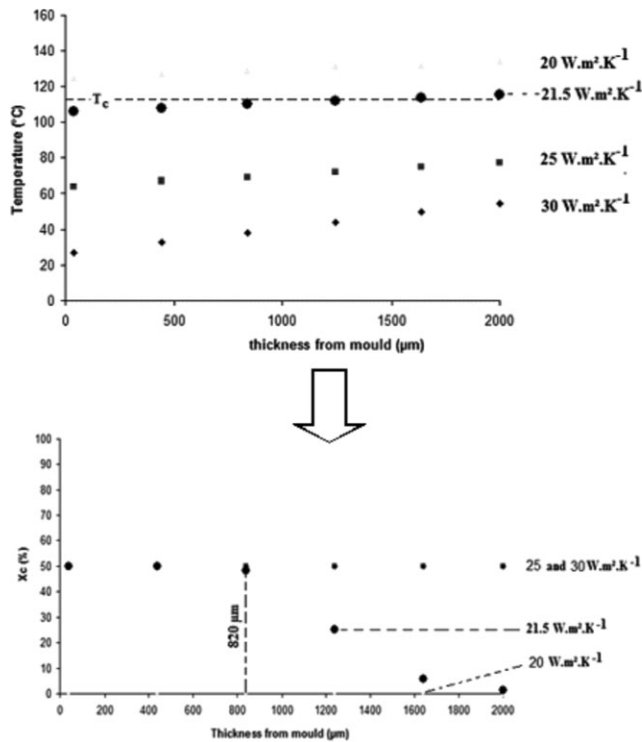 160
140
120
100
80
60
40
20
0
Temperature (°C)
T_c
20 W.m².K⁻¹
21.5 W.m².K⁻¹
25 W.m².K⁻¹
30 W.m².K⁻¹
0 500 1000 1500 2000
thickness from mould (µm)
100
90
80
70
60
50
40
30
20
10
0
Xc (%)
820 µm
25 and 30W.m².K⁻¹
21.5 W.m².K⁻¹
20 W.m².K⁻¹
0 200 400 600 800 1000 1200 1400 1600 1800 2000
Thickness from mould (µm)